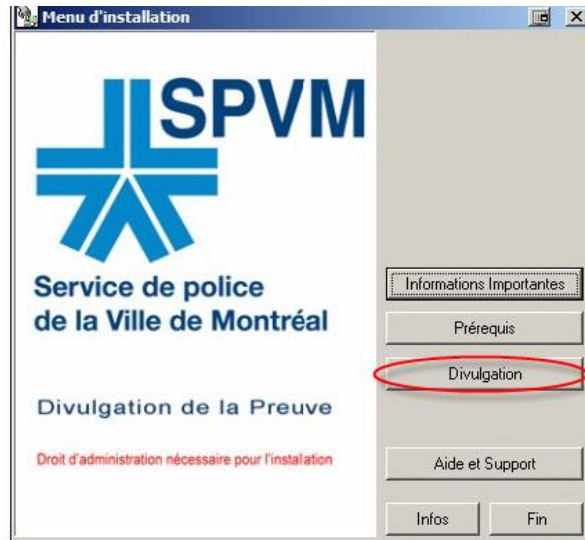 Menu d'installation
SPVM
Service de police
de la Ville de Montréal
Divulgation de la Preuve
Droit d'administration nécessaire pour l'instalation
Informations Importantes
Prérequis
Divulgation
Aide et Support
Infos
Fin